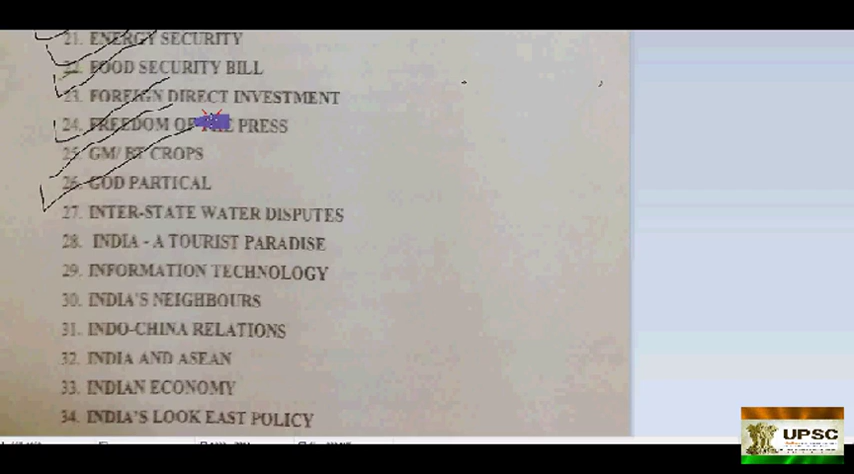 21. ENERGY SECURITY
22. FOOD SECURITY BILL
23. FOREIGN DIRECT INVESTMENT
24. FREEDOM OF THE PRESS
25. GM/ BT CROPS
26. GOD PARTICAL
27. INTER-STATE WATER DISPUTES
28. INDIA - A TOURIST PARADISE
29. INFORMATION TECHNOLOGY
30. INDIA'S NEIGHBOURS
31. INDO-CHINA RELATIONS
32. INDIA AND ASEAN
33. INDIAN ECONOMY
34. INDIA'S LOOK EAST POLICY
UPSC